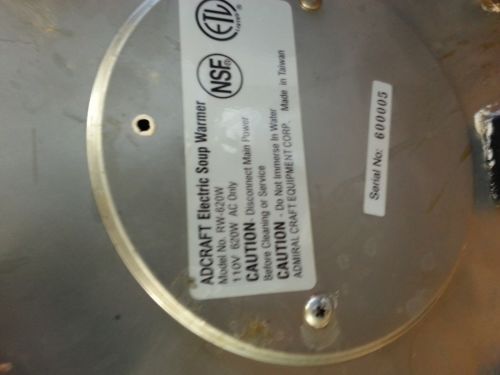 ETL
NSF
ADCRAFT Electric Soup Warmer
Model No. RW-620W
110V 620W AC Only
CAUTION - Disconnect Main Power
Before Cleaning or Service
CAUTION - Do Not Immerse In Water
ADMIRAL CRAFT EQUIPMENT CORP. Made in Taiwan
Serial No: 600005